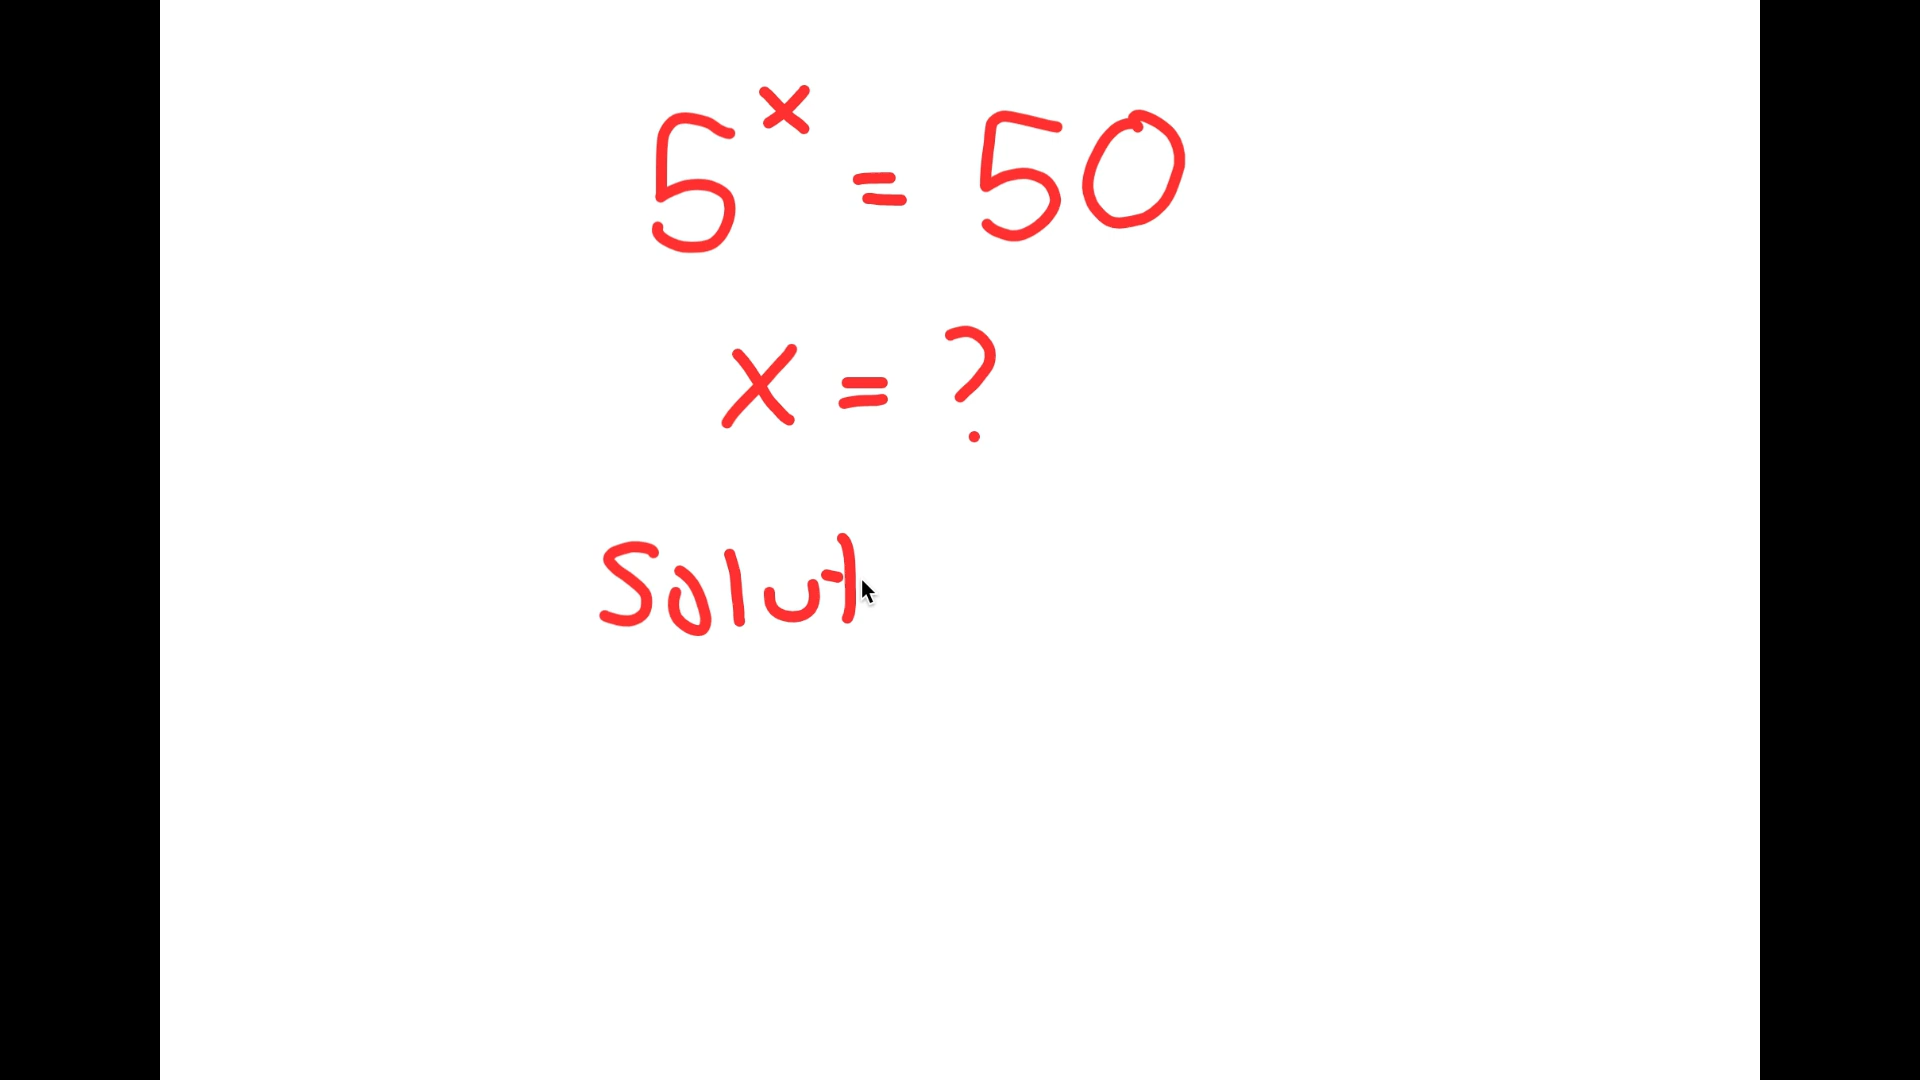 5^x = 50
x = ?
Solut